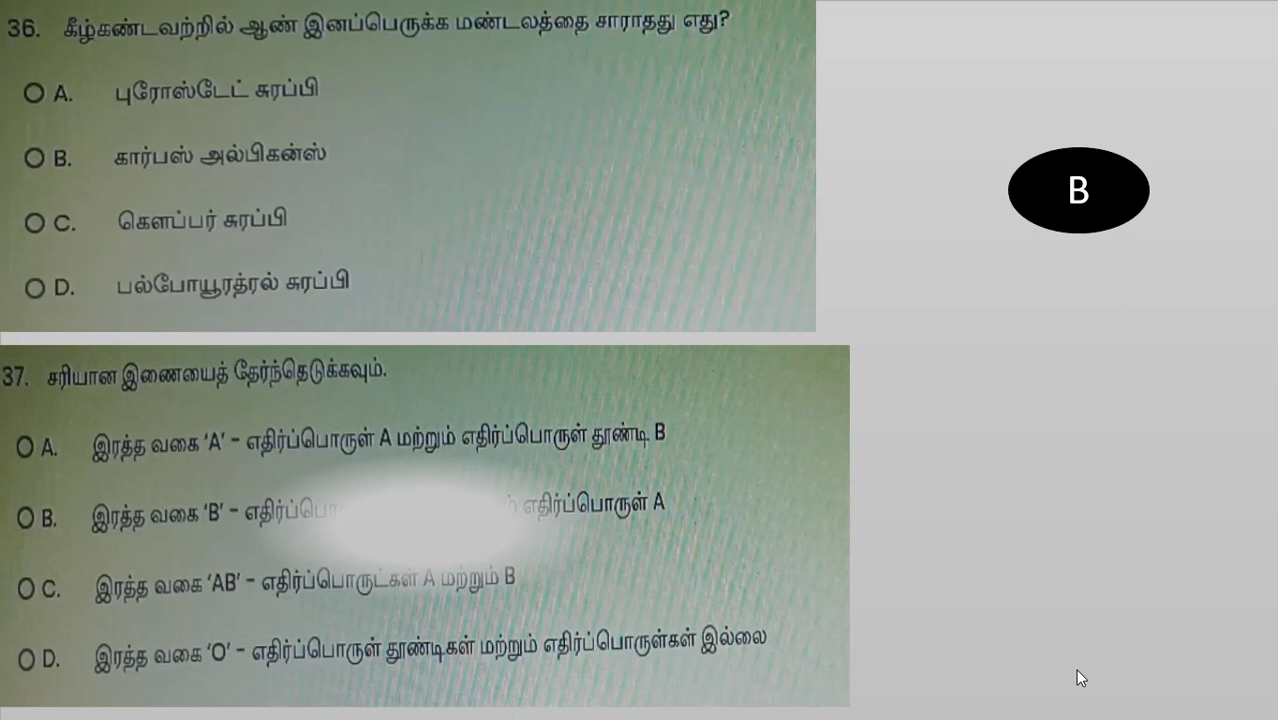 36. கீழ்கண்டவற்றில் ஆண் இனப்பெருக்க மண்டலத்தை சாராதது எது?
A. புரோஸ்டேட் சுரப்பி
B. கார்பஸ் அல்பிகன்ஸ்
C. கௌப்பர் சுரப்பி
D. பல்போயூரத்ரல் சுரப்பி
B
37. சரியான இணையைத் தேர்ந்தெடுக்கவும்.
A. இரத்த வகை 'A' - எதிர்ப்பொருள் A மற்றும் எதிர்ப்பொருள் தூண்டி B
B. இரத்த வகை 'B' - எதிர்ப்பொருள் A
C. இரத்த வகை 'AB' - எதிர்ப்பொருட்கள் A மற்றும் B
D. இரத்த வகை 'O' - எதிர்ப்பொருள் தூண்டிகள் மற்றும் எதிர்ப்பொருள்கள் இல்லை